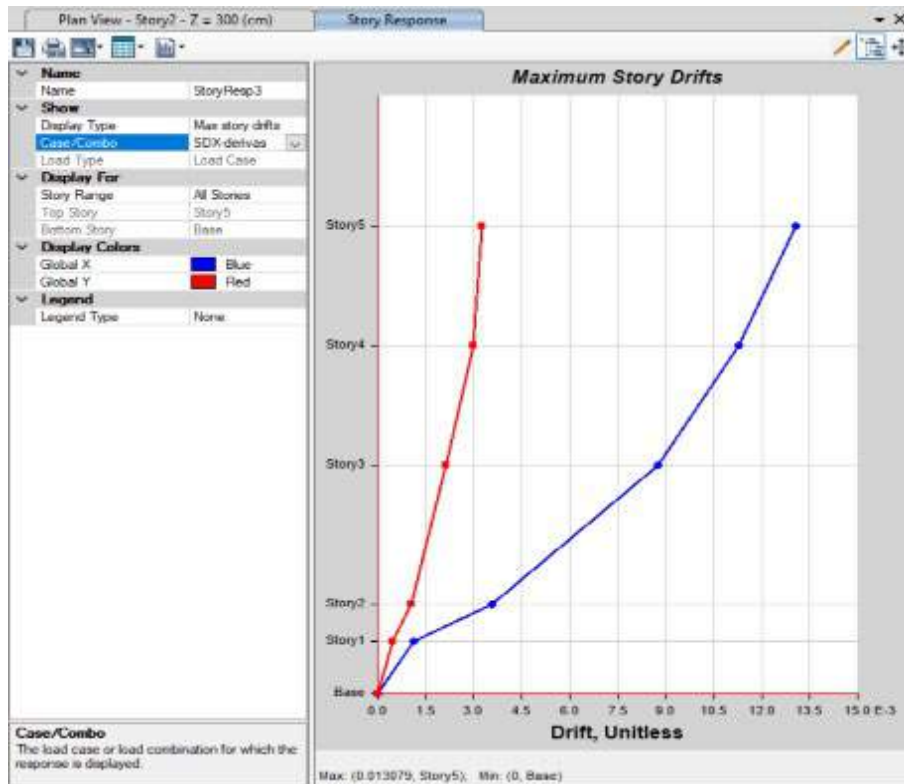 Plan View - Story2 - Z = 300 (cm)
Story Response
Name
Name StoryResp3
Show
Display Type Max story drifts
Case/Combo SDX-derivas
Load Type Load Case
Display For
Story Range All Stories
Top Story Story5
Bottom Story Base
Display Colors
Global X Blue
Global Y Red
Legend
Legend Type None
Case/Combo
The load case or load combination for which the
response is displayed.
Maximum Story Drifts
Story5
Story4
Story3
Story2
Story1
Base
0.0 1.5 3.0 4.5 6.0 7.5 9.0 10.5 12.0 13.5 15.0 E-3
Drift, Unitless
Max: (0.013079, Story5); Min: (0, Base)